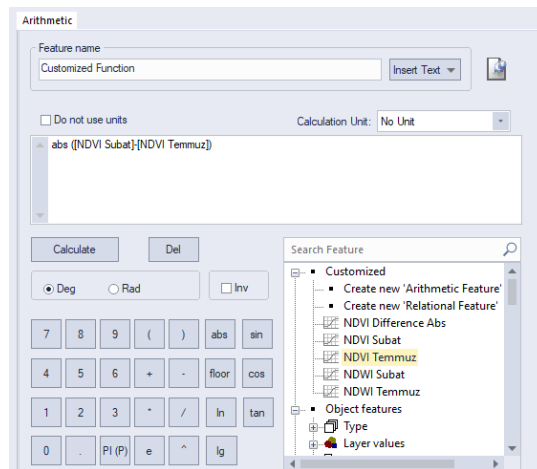 Arithmetic
Feature name
Customized Function
Insert Text
Do not use units
Calculation Unit: No Unit
abs ([NDVI Subat]-[NDVI Temmuz])
Calculate Del
Deg Rad Inv
7 8 9 ( ) abs sin
4 5 6 + - floor cos
1 2 3 * / ln tan
0 . PI (P) e ^ lg
Search Feature
Customized
Create new 'Arithmetic Feature'
Create new 'Relational Feature'
NDVI Difference Abs
NDVI Subat
NDVI Temmuz
NDWI Subat
NDWI Temmuz
Object features
Type
Layer values